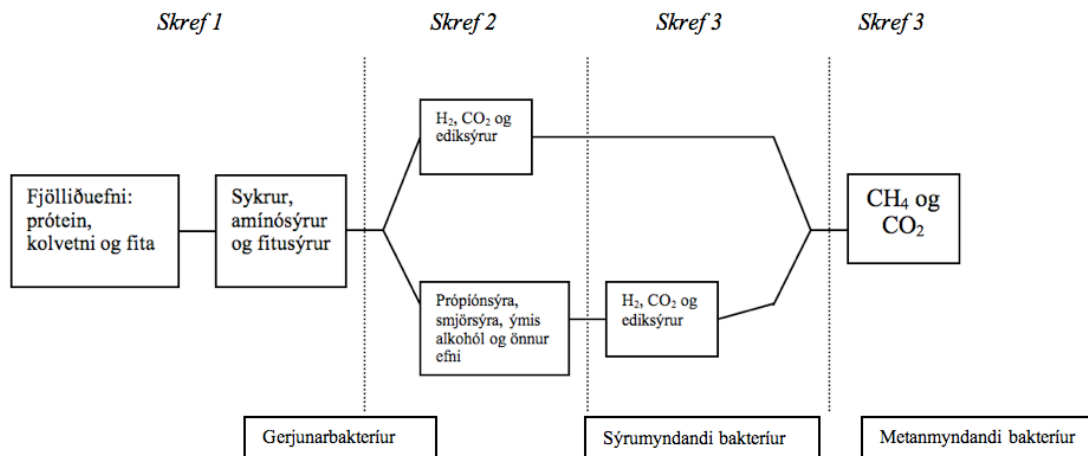 Skref 1
Skref 2
Skref 3
Skref 3
Fjölliðuefni:
prótein,
kolvetni og fita
Sykrur,
amínósýrur
og fitusýrur
H₂, CO₂ og
ediksýrur
Própíónsýra,
smjörsýra, ýmis
alkohól og önnur
efni
H₂, CO₂ og
ediksýrur
CH₄ og
CO₂
Gerjunarbakteríur
Sýrumyndandi bakteríur
Metanmyndandi bakteríur